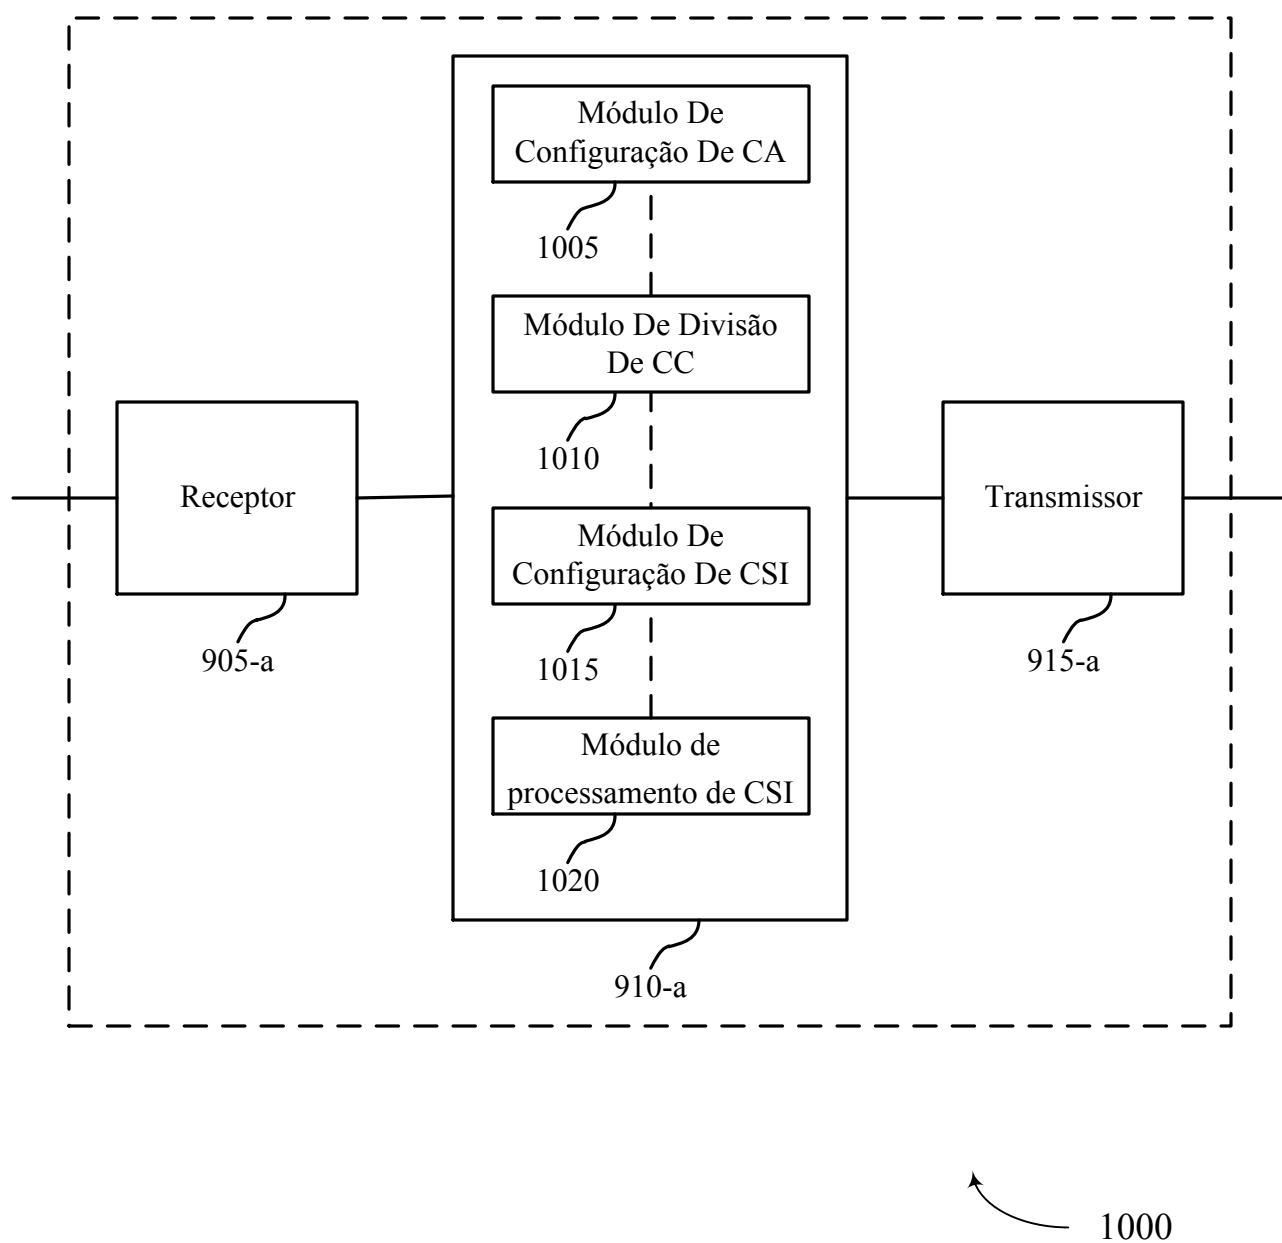 Módulo De
Configuração De CA
1005
Módulo De Divisão
De CC
1010
Receptor
905-a
Módulo De
Configuração De CSI
1015
Transmissor
915-a
Módulo de
processamento de CSI
1020
910-a
1000